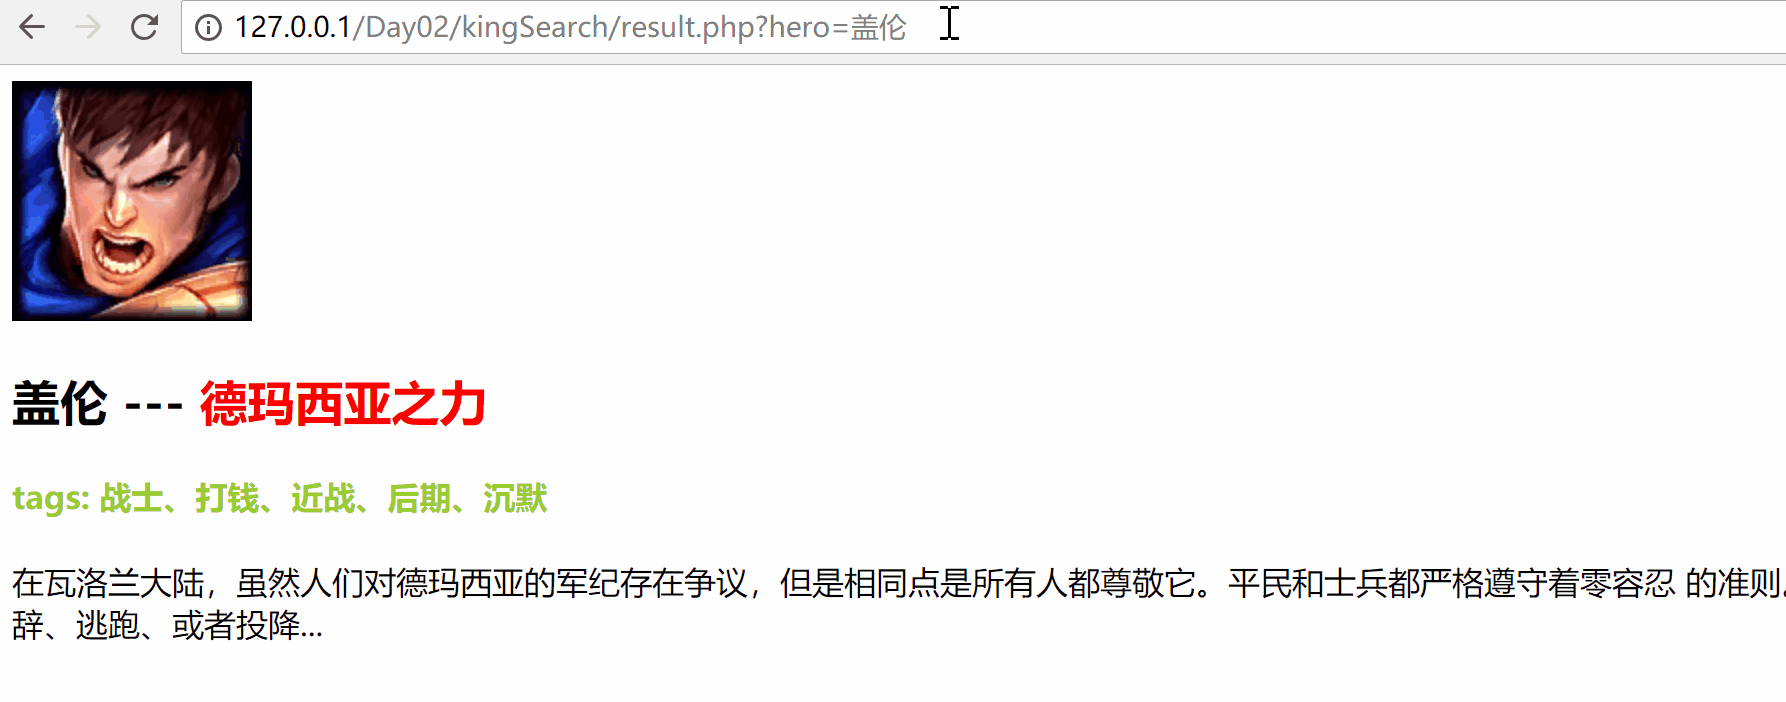 127.0.0.1/Day02/kingSearch/result.php?hero=盖伦
盖伦 --- 德玛西亚之力
tags: 战士、打钱、近战、后期、沉默
在瓦洛兰大陆，虽然人们对德玛西亚的军纪存在争议，但是相同点是所有人都尊敬它。平民和士兵都严格遵守着零容忍 的准则。
辞、逃跑、或者投降...